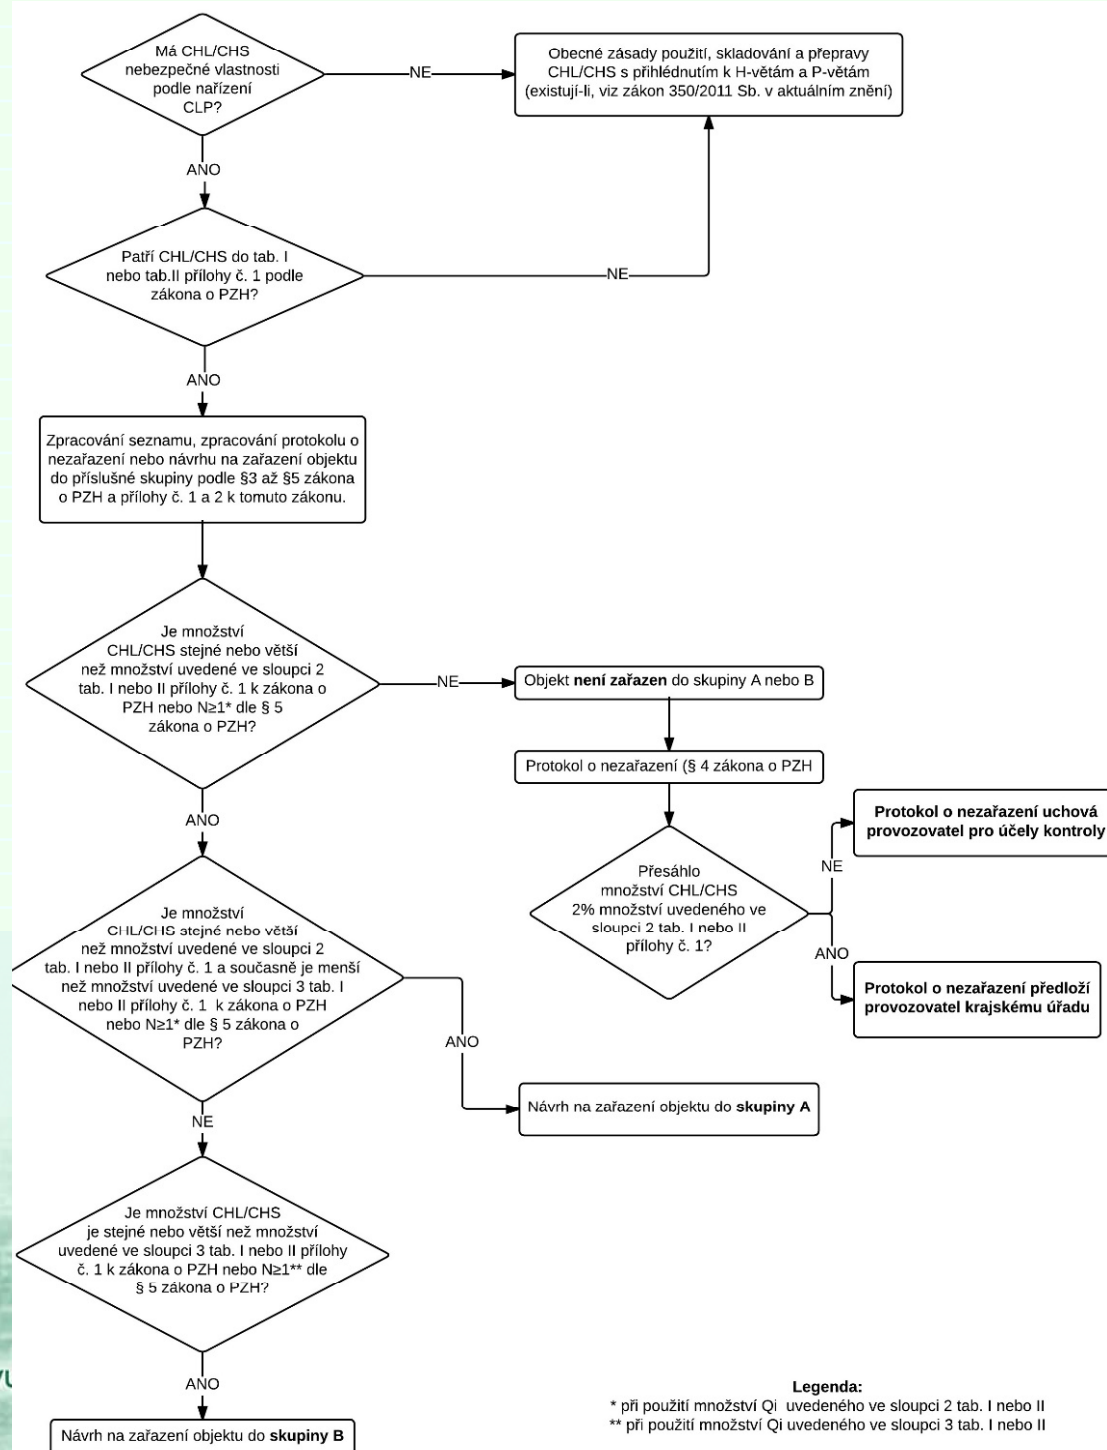 Má CHL/CHS
nebezpečné vlastnosti
podle nařízení
CLP?
NE
Obecné zásady použití, skladování a přepravy
CHL/CHS s přihlédnutím k H-větám a P-větám
(existují-li, viz zákon 350/2011 Sb. v aktuálním znění)
ANO
Patří CHL/CHS do tab. I
nebo tab.II přílohy č. 1 podle
zákona o PZH?
NE
ANO
Zpracování seznamu, zpracování protokolu o
nezařazení nebo návrhu na zařazení objektu
do příslušné skupiny podle §3 až §5 zákona
o PZH a přílohy č. 1 a 2 k tomuto zákonu.
Je množství
CHL/CHS stejné nebo větší
než množství uvedené ve sloupci 2
tab. I nebo II přílohy č. 1 k zákona o
PZH nebo N≥1* dle § 5
zákona o PZH?
NE
Objekt není zařazen do skupiny A nebo B
Protokol o nezařazení (§ 4 zákona o PZH
ANO
Přesáhlo
množství CHL/CHS
2% množství uvedeného ve
sloupci 2 tab. I nebo II
přílohy č. 1?
NE
Protokol o nezařazení uchová
provozovatel pro účely kontroly
ANO
Protokol o nezařazení předloží
provozovatel krajskému úřadu
Je množství
CHL/CHS stejné nebo větší
než množství uvedené ve sloupci 2
tab. I nebo II přílohy č. 1 a současně je menší
než množství uvedené ve sloupci 3 tab. I
nebo II přílohy č. 1 k zákona o PZH
nebo N≥1* dle § 5 zákona o
PZH?
ANO
Návrh na zařazení objektu do skupiny A
NE
Je množství CHL/CHS
je stejné nebo větší než množství
uvedené ve sloupci 3 tab. I nebo II přílohy
č. 1 k zákona o PZH nebo N≥1** dle
§ 5 zákona o PZH?
ANO
Návrh na zařazení objektu do skupiny B
Legenda:
* při použití množství Qi uvedeného ve sloupci 2 tab. I nebo II
** při použití množství Qi uvedeného ve sloupci 3 tab. I nebo II